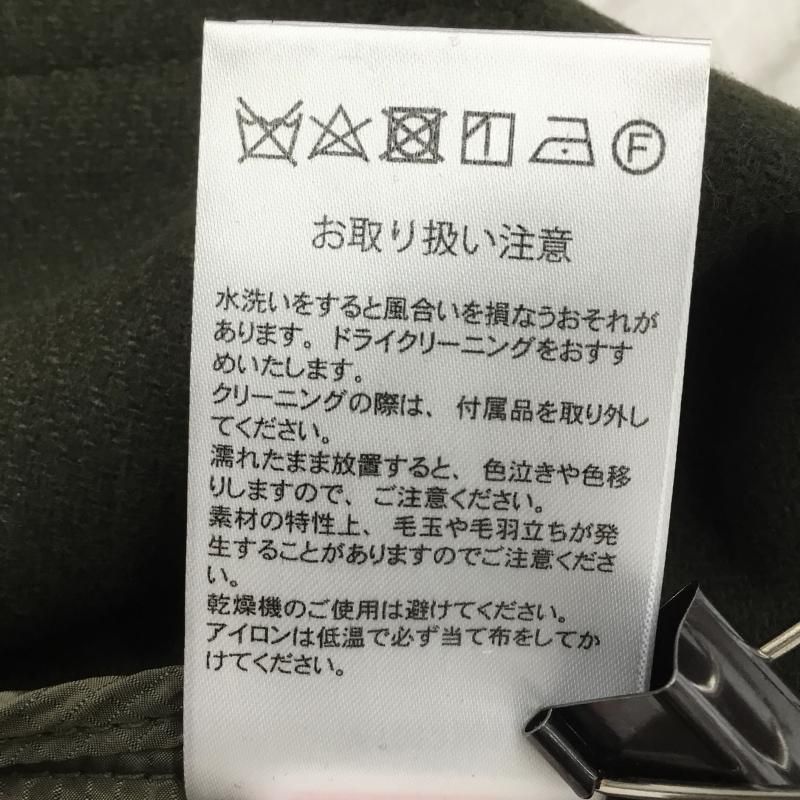 F
お取り扱い注意
水洗いをすると風合いを損なうおそれが
あります。ドライクリーニングをおすす
めいたします。
クリーニングの際は、付属品を取り外し
てください。
濡れたまま放置すると、色泣きや色移
りしますので、ご注意ください。
素材の特性上、毛玉や毛羽立ちが発
生することがありますのでご注意くださ
い。
乾燥機のご使用は避けてください。
アイロンは低温で必ず当て布をしてか
けてください。